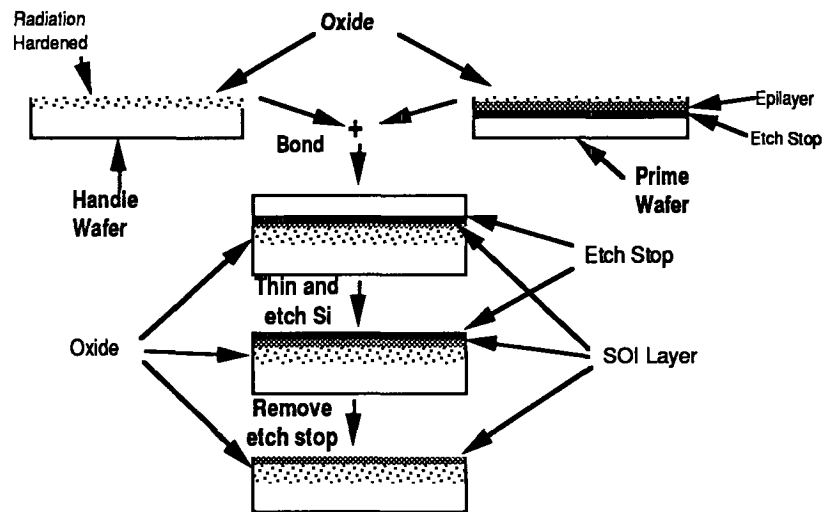 Radiation
Hardened
Oxide
Epilayer
Etch Stop
+
Bond
Handle
Wafer
Prime
Wafer
Etch Stop
Thin and
etch Si
Oxide
SOI Layer
Remove
etch stop